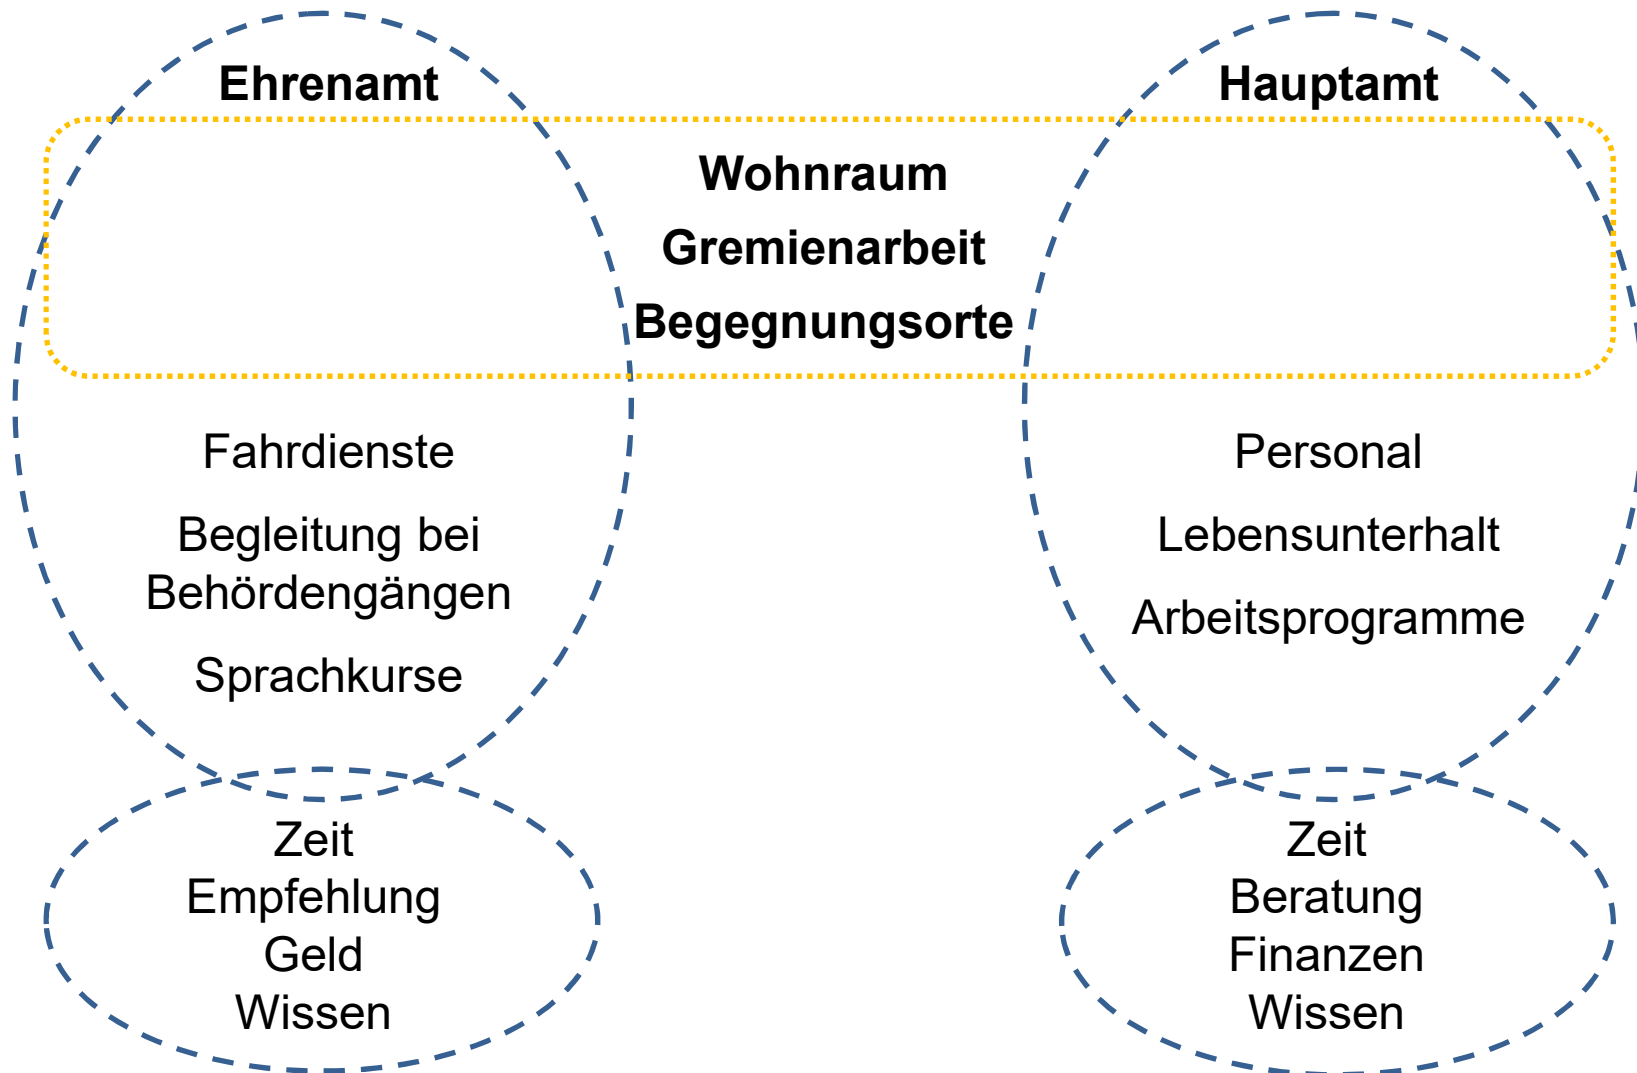 Ehrenamt
Hauptamt
Wohnraum
Gremienarbeit
Begegnungsorte
Fahrdienste
Begleitung bei
Behördengängen
Sprachkurse
Personal
Lebensunterhalt
Arbeitsprogramme
Zeit
Empfehlung
Geld
Wissen
Zeit
Beratung
Finanzen
Wissen